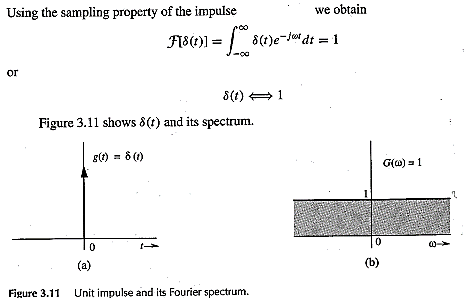 Using the sampling property of the impulse we obtain
ℱ[δ(t)] = ∫_{-∞}^{∞} δ(t)e^{-jωt} dt = 1
or
δ(t) ⟺ 1
Figure 3.11 shows δ(t) and its spectrum.
g(t) = δ(t)
G(ω) = 1
1
0 t→
0 ω→
(a)
(b)
Figure 3.11 Unit impulse and its Fourier spectrum.